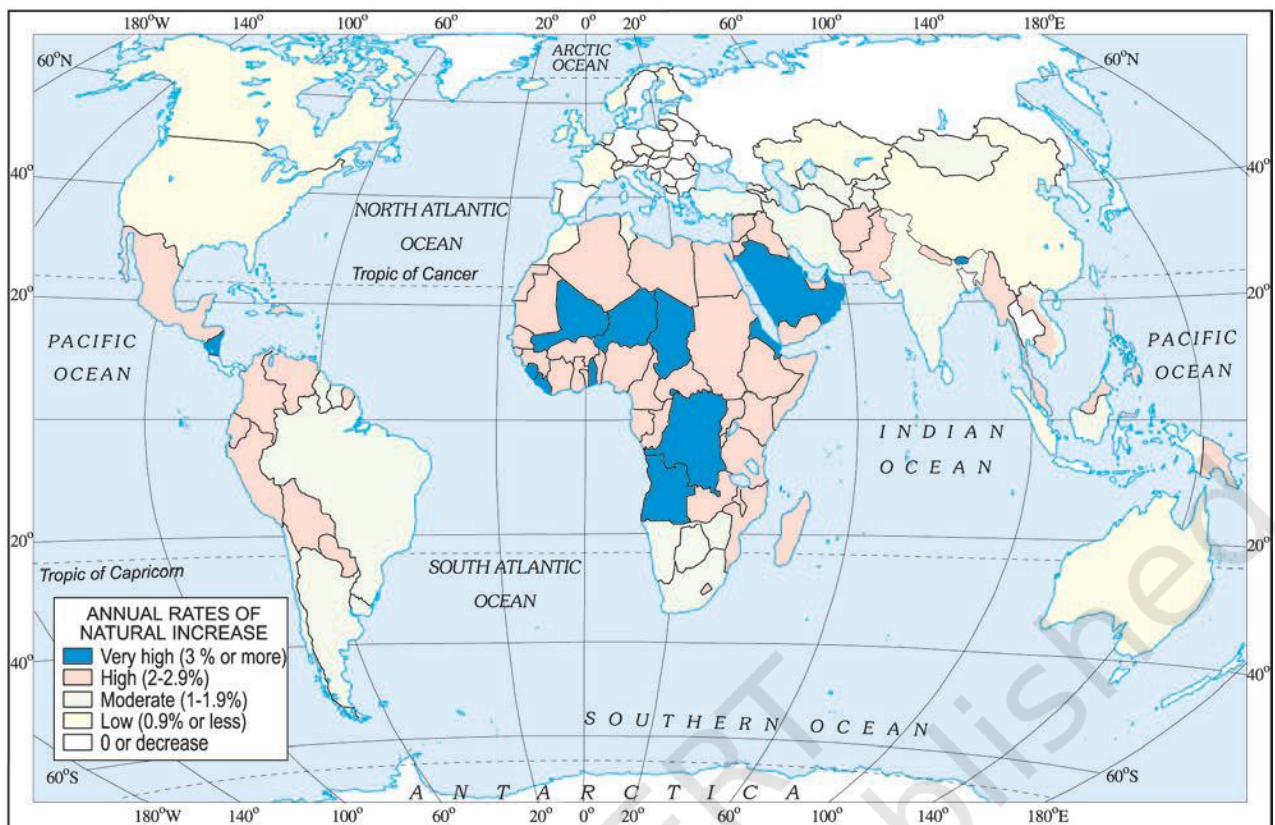 180°W 140° 100° 20° 0° 20° 60° 100° 140° 180°E
ARCTIC
OCEAN
60°N
60°N
40°
40°
NORTH ATLANTIC
OCEAN
Tropic of Cancer
20°
20°
PACIFIC
OCEAN
PACIFIC
OCEAN
INDIAN
OCEAN
20°
20°
Tropic of Capricorn
SOUTH ATLANTIC
OCEAN
ANNUAL RATES OF
NATURAL INCREASE
Very high (3 % or more)
High (2-2.9%)
Moderate (1-1.9%)
Low (0.9% or less)
0 or decrease
40°
40°
SOUTHERN OCEAN
60°S
60°S
ANTARCTICA
180°W 140° 100° 60° 20° 0° 20° 60° 100° 140° 180°E